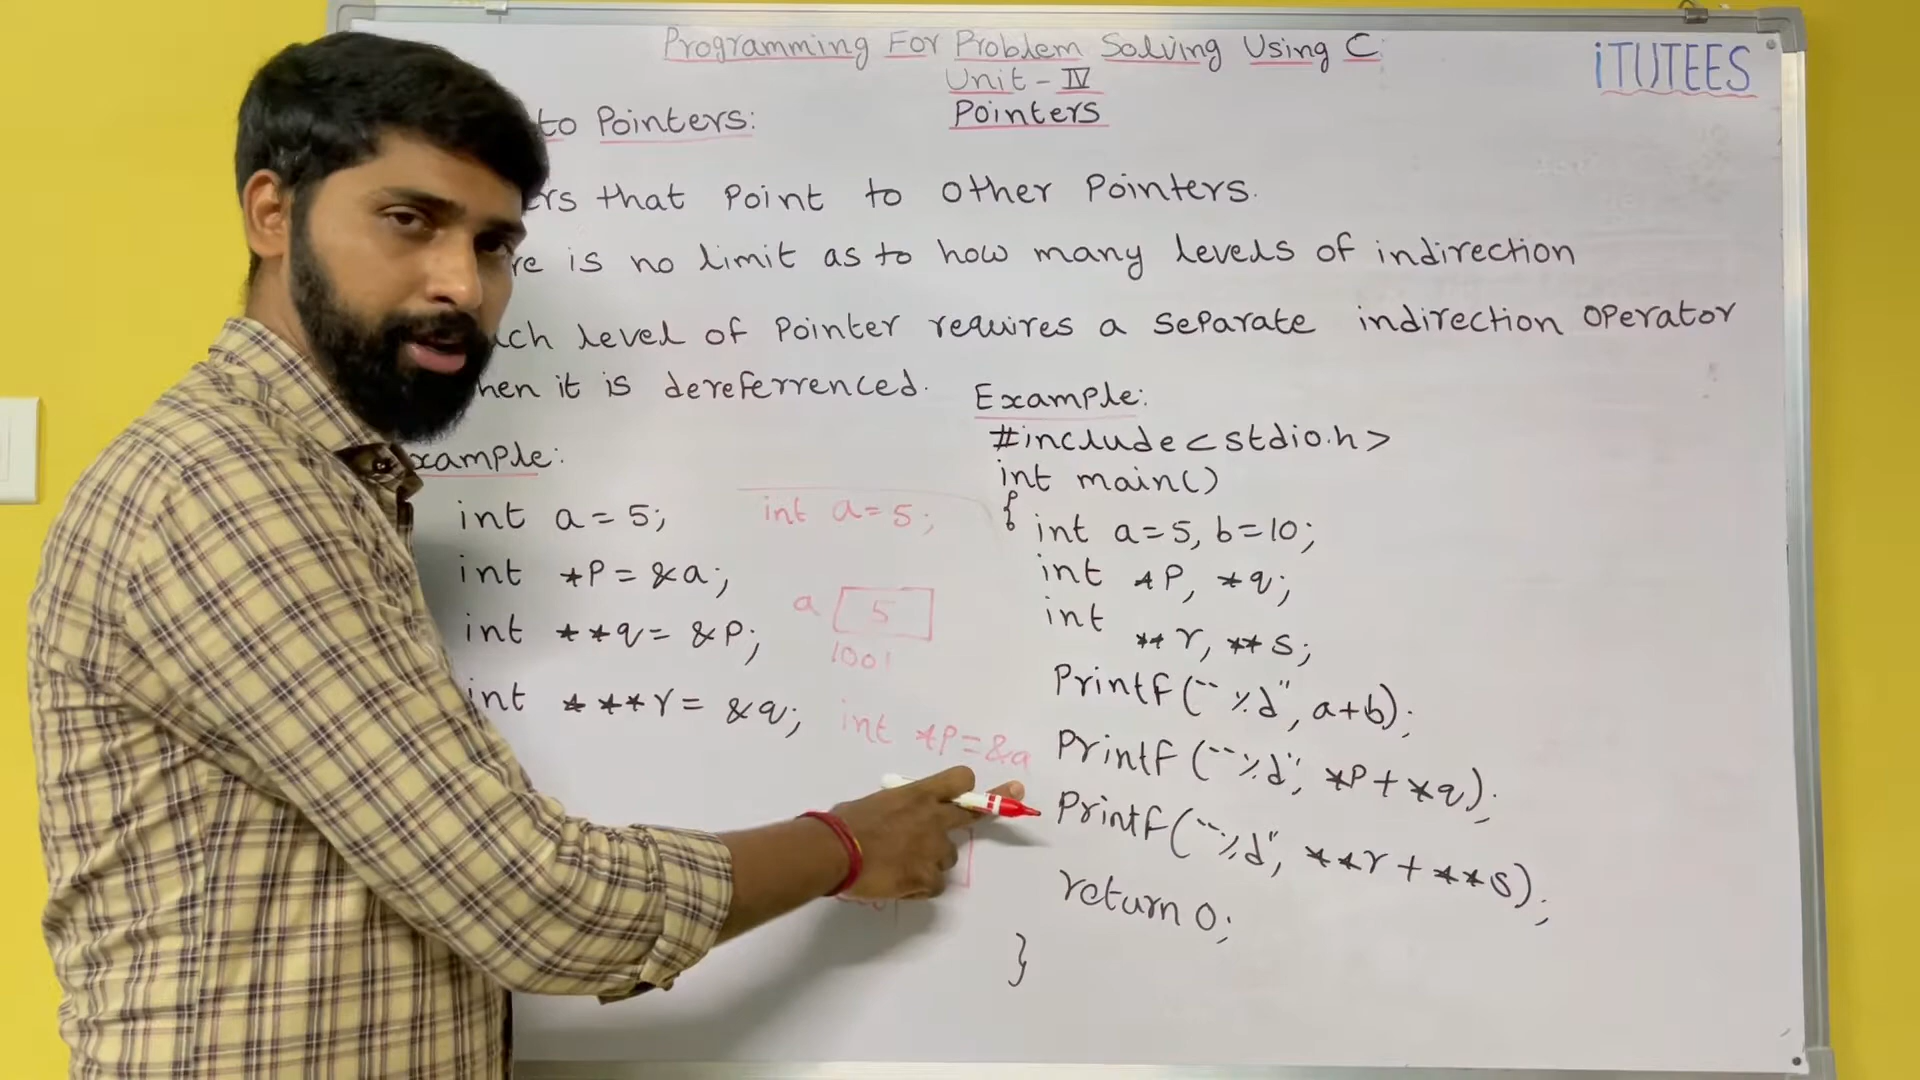 Programming For Problem Solving Using C
iTUTEES
Unit - IV
Pointers
to Pointers:
that Point to Other Pointers.
is no limit as to how many levels of indirection
level of Pointer requires a separate indirection operator
it is dereferrenced.
Example:
int a = 5;
int *P = &a;
int **q = &P;
int ***r = &q;
int a = 5;
a 5
1001
int *P = &a
Example:
#include<stdio.h>
int main()
{
int a=5, b=10;
int *P, *q;
int **r, **s;
Printf("%d", a+b);
Printf("%d", *P + *q);
Printf("%d", **r + **s);
return 0;
}